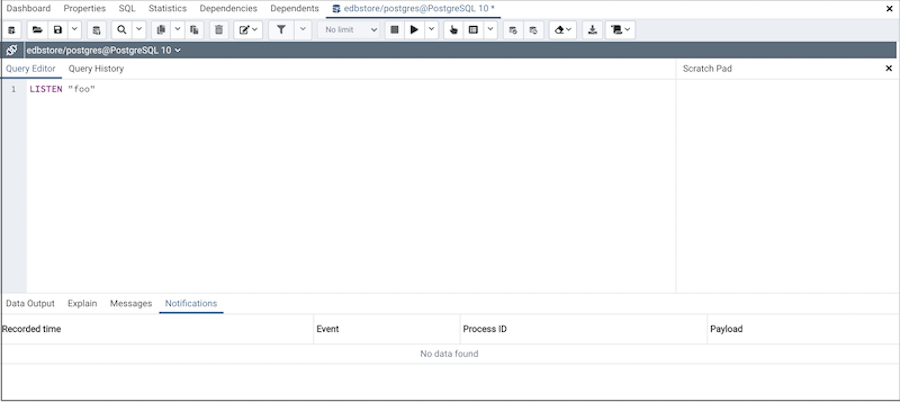 Dashboard Properties SQL Statistics Dependencies Dependents edbstore/postgres@PostgreSQL 10 *
No limit
edbstore/postgres@PostgreSQL 10
Query Editor Query History Scratch Pad
1 LISTEN "foo"
Data Output Explain Messages Notifications
Recorded time Event Process ID Payload
No data found